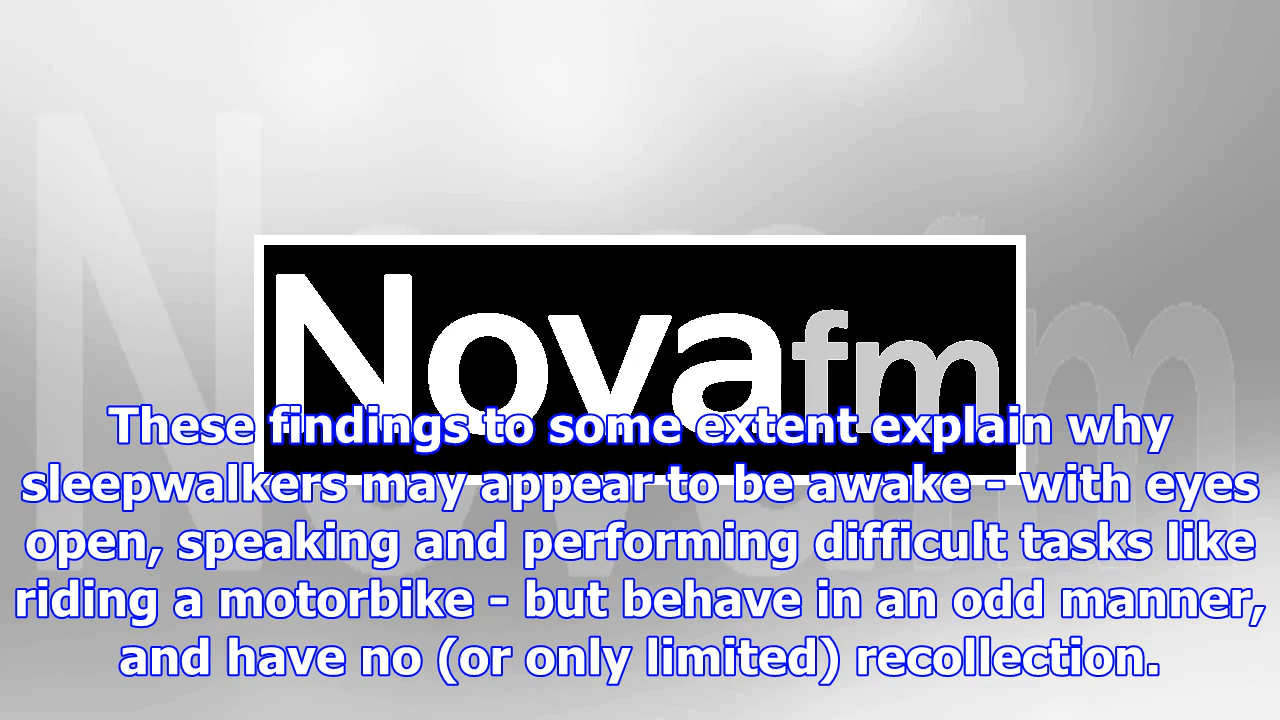 Novafm
These findings to some extent explain why
sleepwalkers may appear to be awake - with eyes
open, speaking and performing difficult tasks like
riding a motorbike - but behave in an odd manner,
and have no (or only limited) recollection.